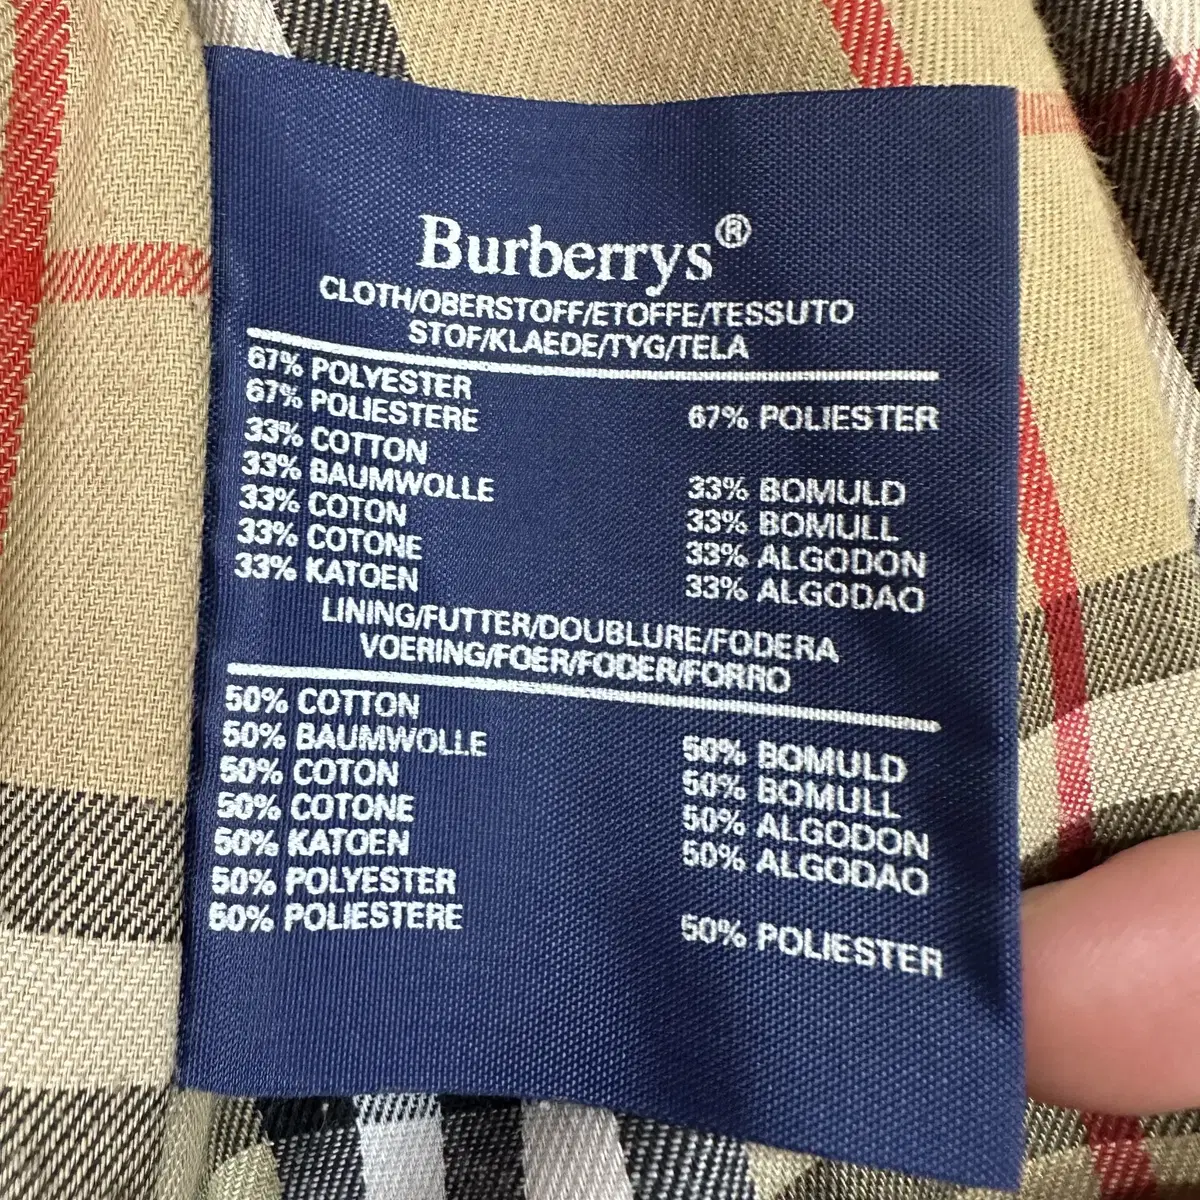 Burberrys®
CLOTH/OBERSTOFF/ETOFFE/TESSUTO
STOF/KLAEDE/TYG/TELA
67% POLYESTER
67% POLIESTERE
67% POLIESTER
33% COTTON
33% BAUMWOLLE
33% COTON
33% COTONE
33% KATOEN
33% BOMULD
33% BOMULL
33% ALGODON
33% ALGODAO
LINING/FUTTER/DOUBLURE/FODERA
VOERING/FOER/FODER/FORRO
50% COTTON
50% BAUMWOLLE
50% COTON
50% COTONE
50% KATOEN
50% POLYESTER
50% POLIESTERE
50% BOMULD
50% BOMULL
50% ALGODON
50% ALGODAO
50% POLIESTER